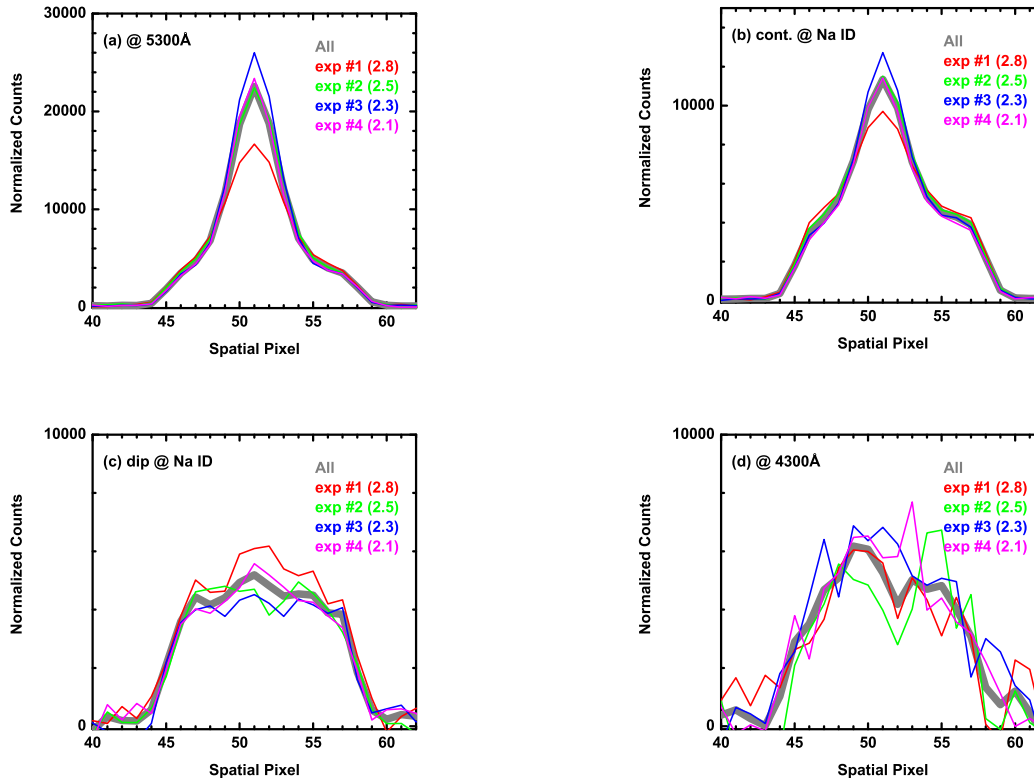 30000
(a) @ 5300Å
All
exp #1 (2.8)
exp #2 (2.5)
exp #3 (2.3)
exp #4 (2.1)
20000
10000
0
Normalized Counts
40 45 50 55 60
Spatial Pixel
(b) cont. @ Na ID
All
exp #1 (2.8)
exp #2 (2.5)
exp #3 (2.3)
exp #4 (2.1)
10000
0
Normalized Counts
40 45 50 55 60
Spatial Pixel
10000
(c) dip @ Na ID
All
exp #1 (2.8)
exp #2 (2.5)
exp #3 (2.3)
exp #4 (2.1)
0
Normalized Counts
40 45 50 55 60
Spatial Pixel
10000
(d) @ 4300Å
All
exp #1 (2.8)
exp #2 (2.5)
exp #3 (2.3)
exp #4 (2.1)
0
Normalized Counts
40 45 50 55 60
Spatial Pixel